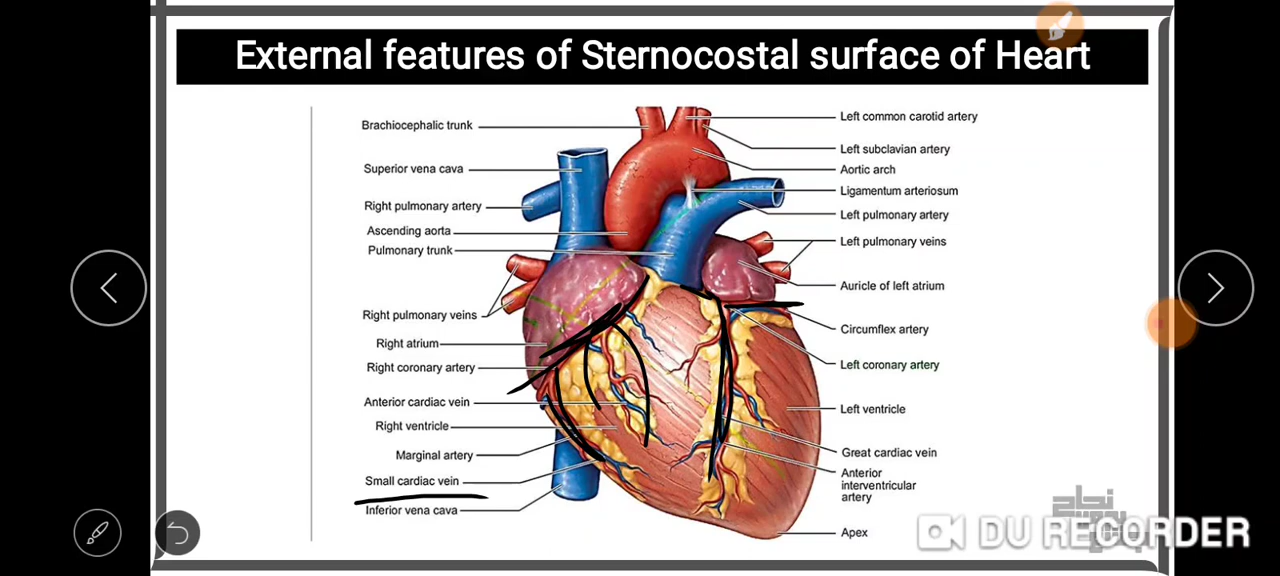 External features of Sternocostal surface of Heart
Brachiocephalic trunk
Superior vena cava
Right pulmonary artery
Ascending aorta
Pulmonary trunk
Right pulmonary veins
Right atrium
Right coronary artery
Anterior cardiac vein
Right ventricle
Marginal artery
Small cardiac vein
Inferior vena cava
Left common carotid artery
Left subclavian artery
Aortic arch
Ligamentum arteriosum
Left pulmonary artery
Left pulmonary veins
Auricle of left atrium
Circumflex artery
Left coronary artery
Left ventricle
Great cardiac vein
Anterior
interventricular
artery
Apex
نجاح
DU RECORDER